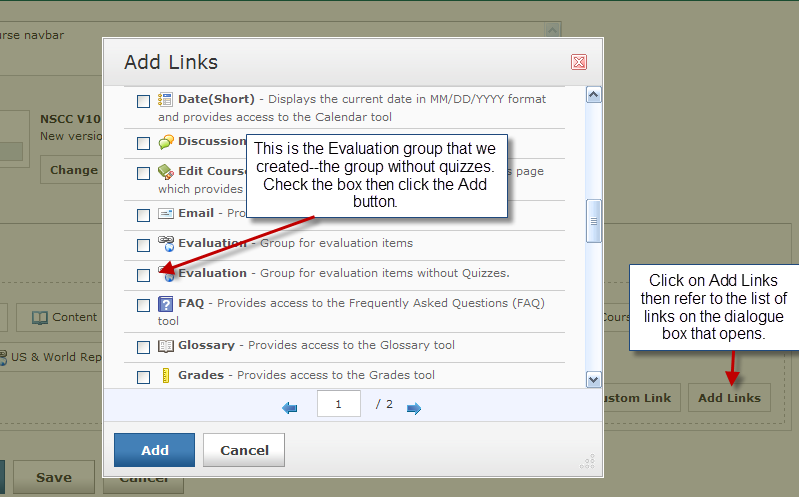 rse navbar
Add Links
Date(Short) - Displays the current date in MM/DD/YYYY format
and provides access to the Calendar tool
NSCC V10
New versio
Change
Discussion
This is the Evaluation group that we
created--the group without quizzes.
Check the box then click the Add
button.
Edit Cours
s page
which provides
Email - Pro
Evaluation - Group for evaluation items
Evaluation - Group for evaluation items without Quizzes.
Click on Add Links
then refer to the list of
links on the dialogue
box that opens.
FAQ - Provides access to the Frequently Asked Questions (FAQ)
tool
Content
Cours
Glossary - Provides access to the Glossary tool
US & World Rep
Grades - Provides access to the Grades tool
1 / 2
ustom Link
Add Links
Add
Cancel
Save
Cancel